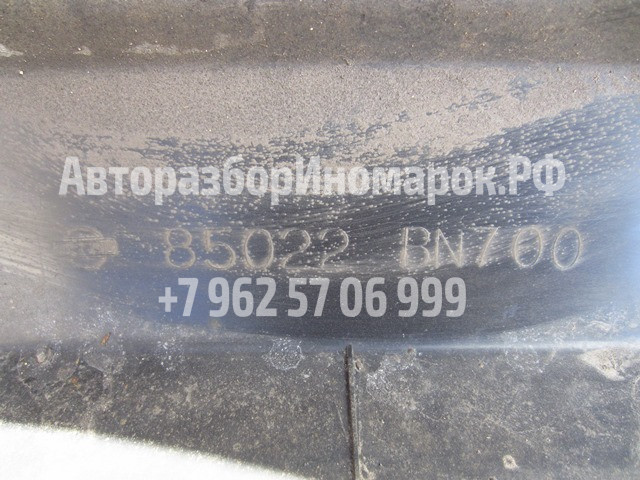 АвторазборИномарок.РФ
85022 BN700
+7 962 57 06 999